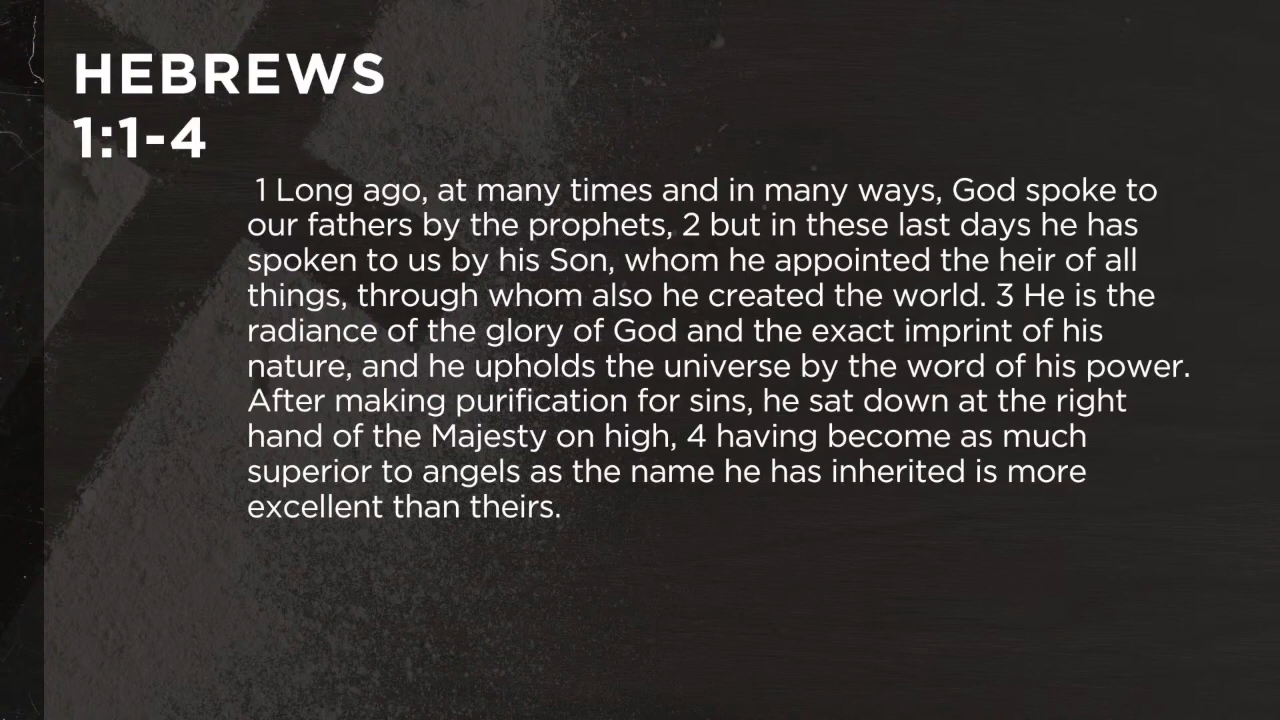 HEBREWS
1:1-4
1 Long ago, at many times and in many ways, God spoke to
our fathers by the prophets, 2 but in these last days he has
spoken to us by his Son, whom he appointed the heir of all
things, through whom also he created the world. 3 He is the
radiance of the glory of God and the exact imprint of his
nature, and he upholds the universe by the word of his power.
After making purification for sins, he sat down at the right
hand of the Majesty on high, 4 having become as much
superior to angels as the name he has inherited is more
excellent than theirs.